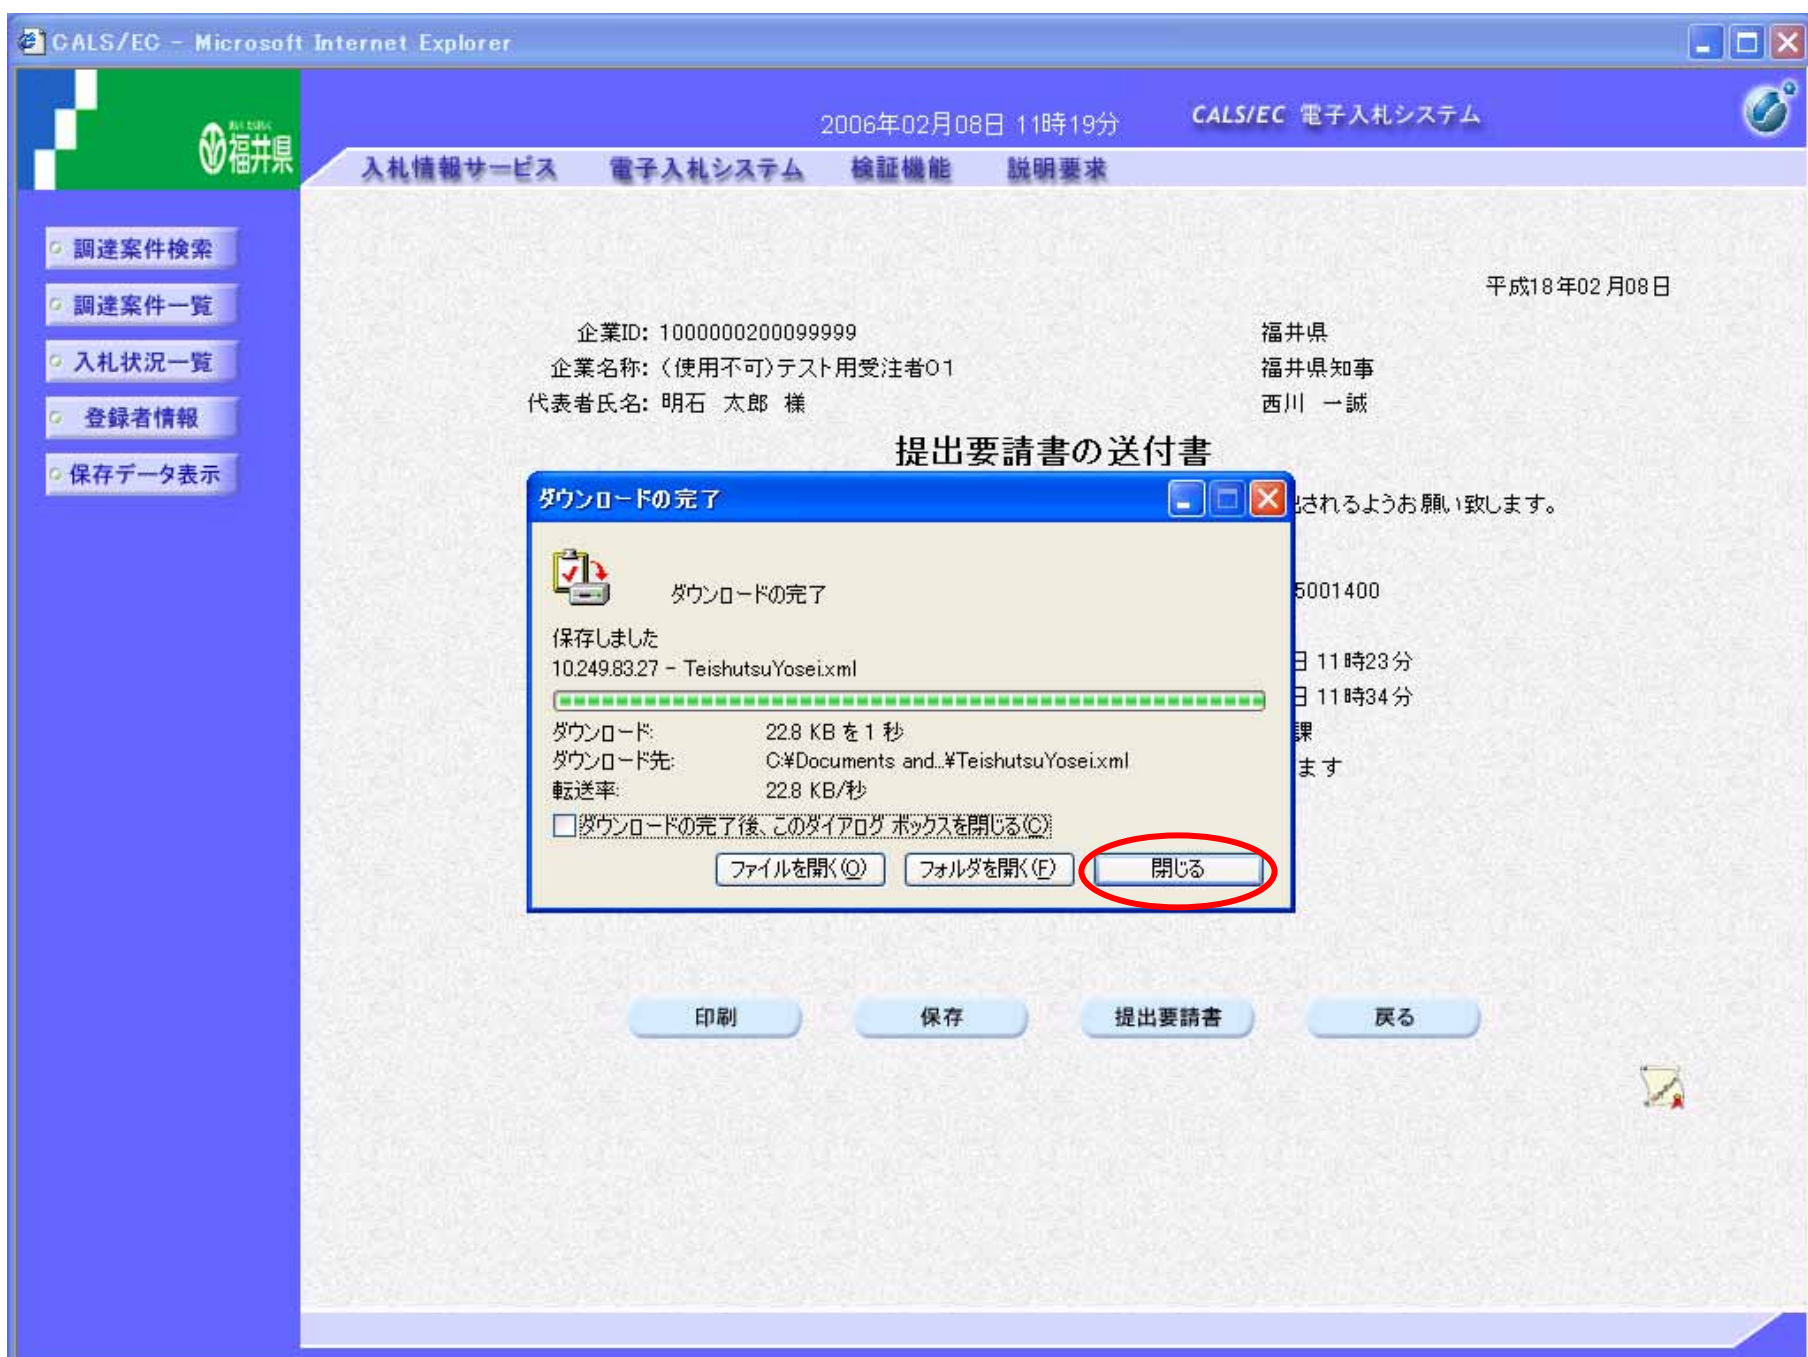 CALS/EC - Microsoft Internet Explorer
福井県
2006年02月08日 11時19分
CALS/EC 電子入札システム
入札情報サービス 電子入札システム 検証機能 説明要求
調達案件検索
調達案件一覧
入札状況一覧
登録者情報
保存データ表示
平成18年02月08日
企業ID: 1000000200099999
福井県
企業名称: (使用不可)テスト用受注者01
福井県知事
代表者氏名: 明石 太郎 様
西川 一誠
提出要請書の送付書
されるようお願い致します。
5001400
日 11時23分
日 11時34分
課
ます
ダウンロードの完了
ダウンロードの完了
保存しました
10.249.83.27 - TeishutsuYosei.xml
ダウンロード: 22.8 KB を 1 秒
ダウンロード先: C:¥Documents and...¥TeishutsuYosei.xml
転送率: 22.8 KB/秒
ダウンロードの完了後、このダイアログ ボックスを閉じる(C)
ファイルを開く(O) フォルダを開く(F) 閉じる
印刷 保存 提出要請書 戻る